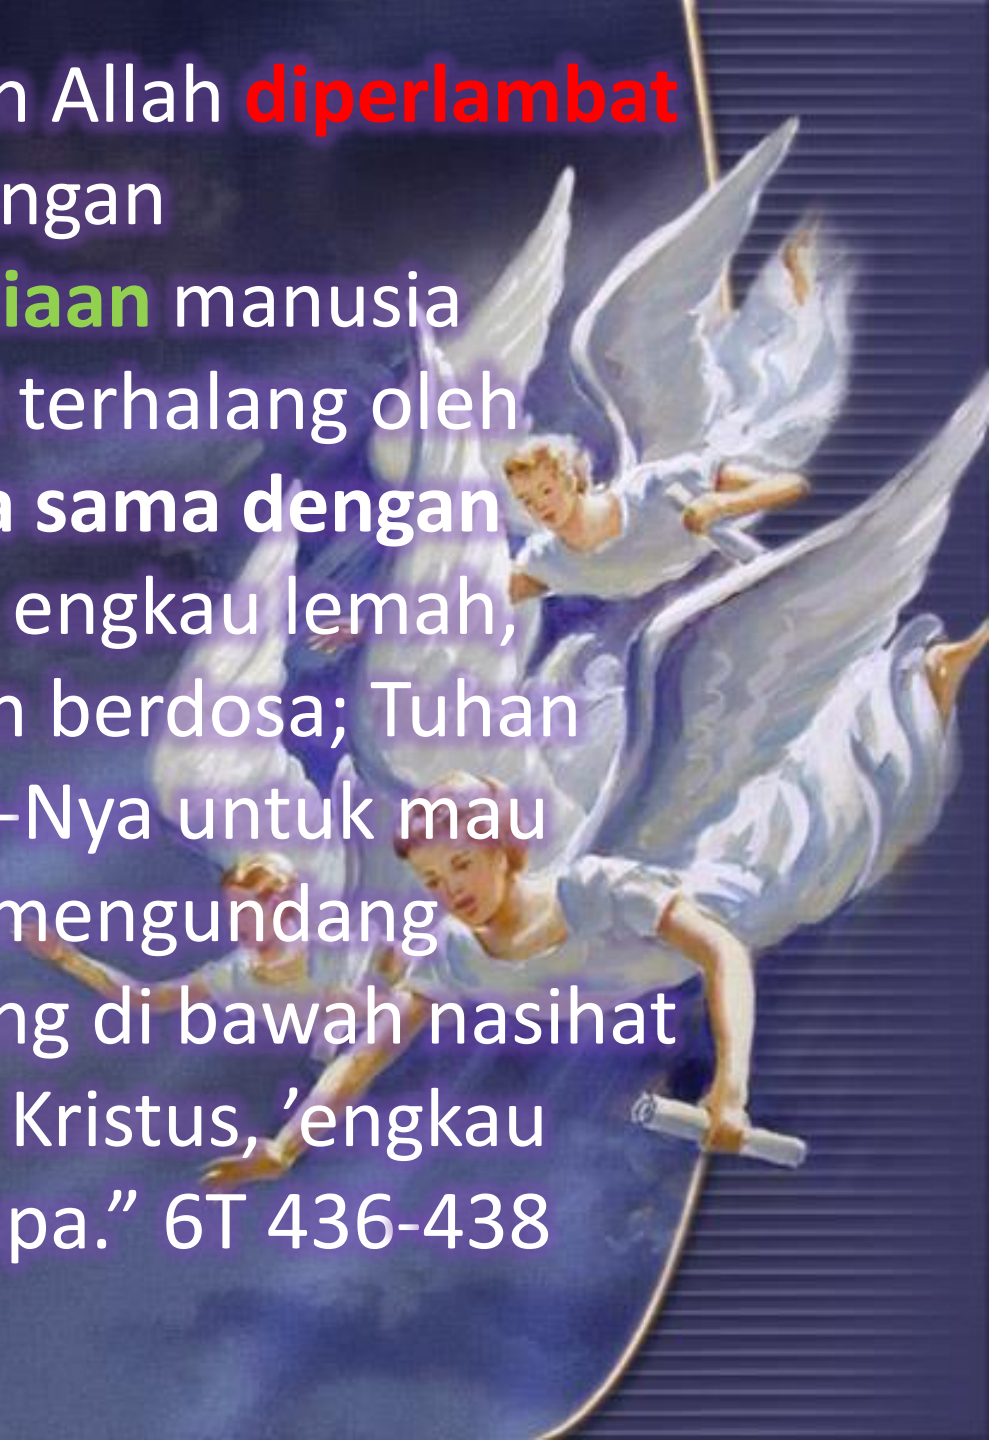 n Allah diperlambat
ngan
iaan manusia
terhalang oleh
a sama dengan
engkau lemah,
n berdosa; Tuhan
-Nya untuk mau
mengundang
ng di bawah nasihat
Kristus, ’engkau
pa.” 6T 436-438